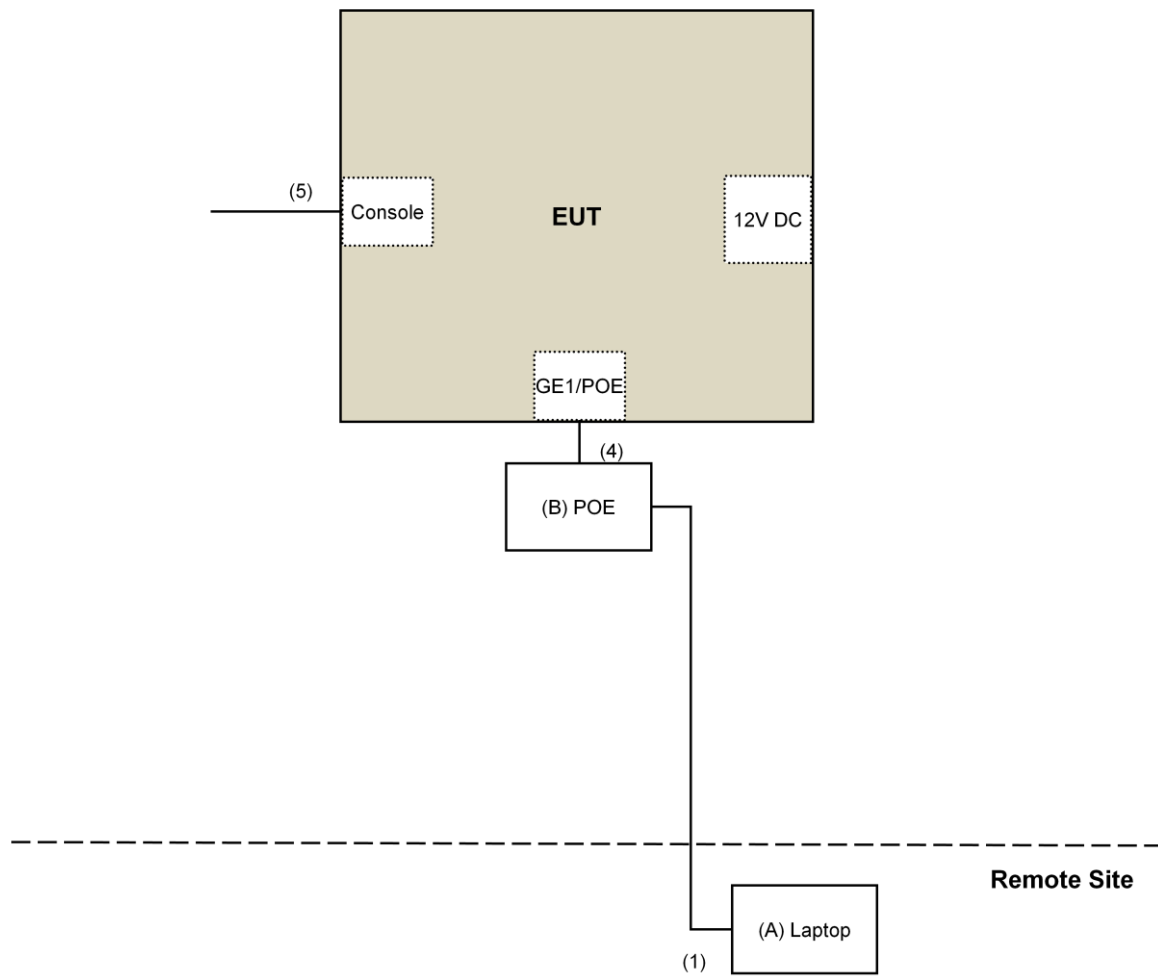 (5)
Console
EUT
12V DC
GE1/POE
(4)
(B) POE
Remote Site
(A) Laptop
(1)